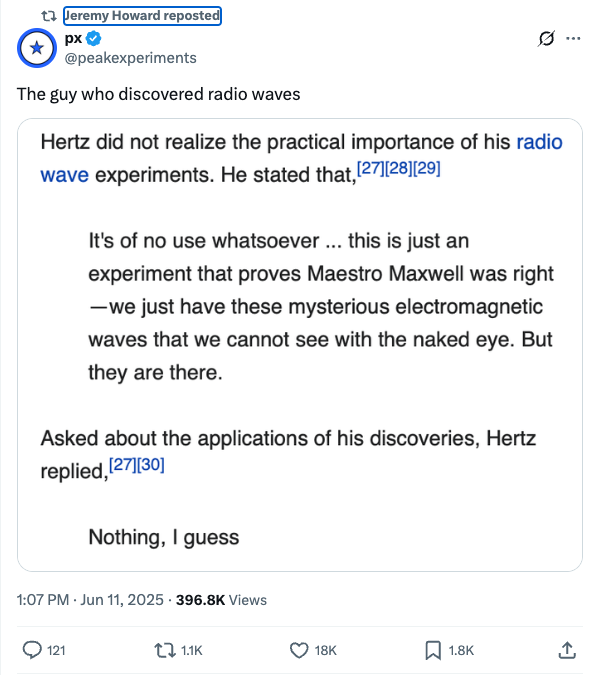 Jeremy Howard reposted
px
@peakexperiments
The guy who discovered radio waves
Hertz did not realize the practical importance of his radio
wave experiments. He stated that,[27][28][29]
It's of no use whatsoever ... this is just an
experiment that proves Maestro Maxwell was right
—we just have these mysterious electromagnetic
waves that we cannot see with the naked eye. But
they are there.
Asked about the applications of his discoveries, Hertz
replied,[27][30]
Nothing, I guess
1:07 PM · Jun 11, 2025 · 396.8K Views
121 1.1K 18K 1.8K